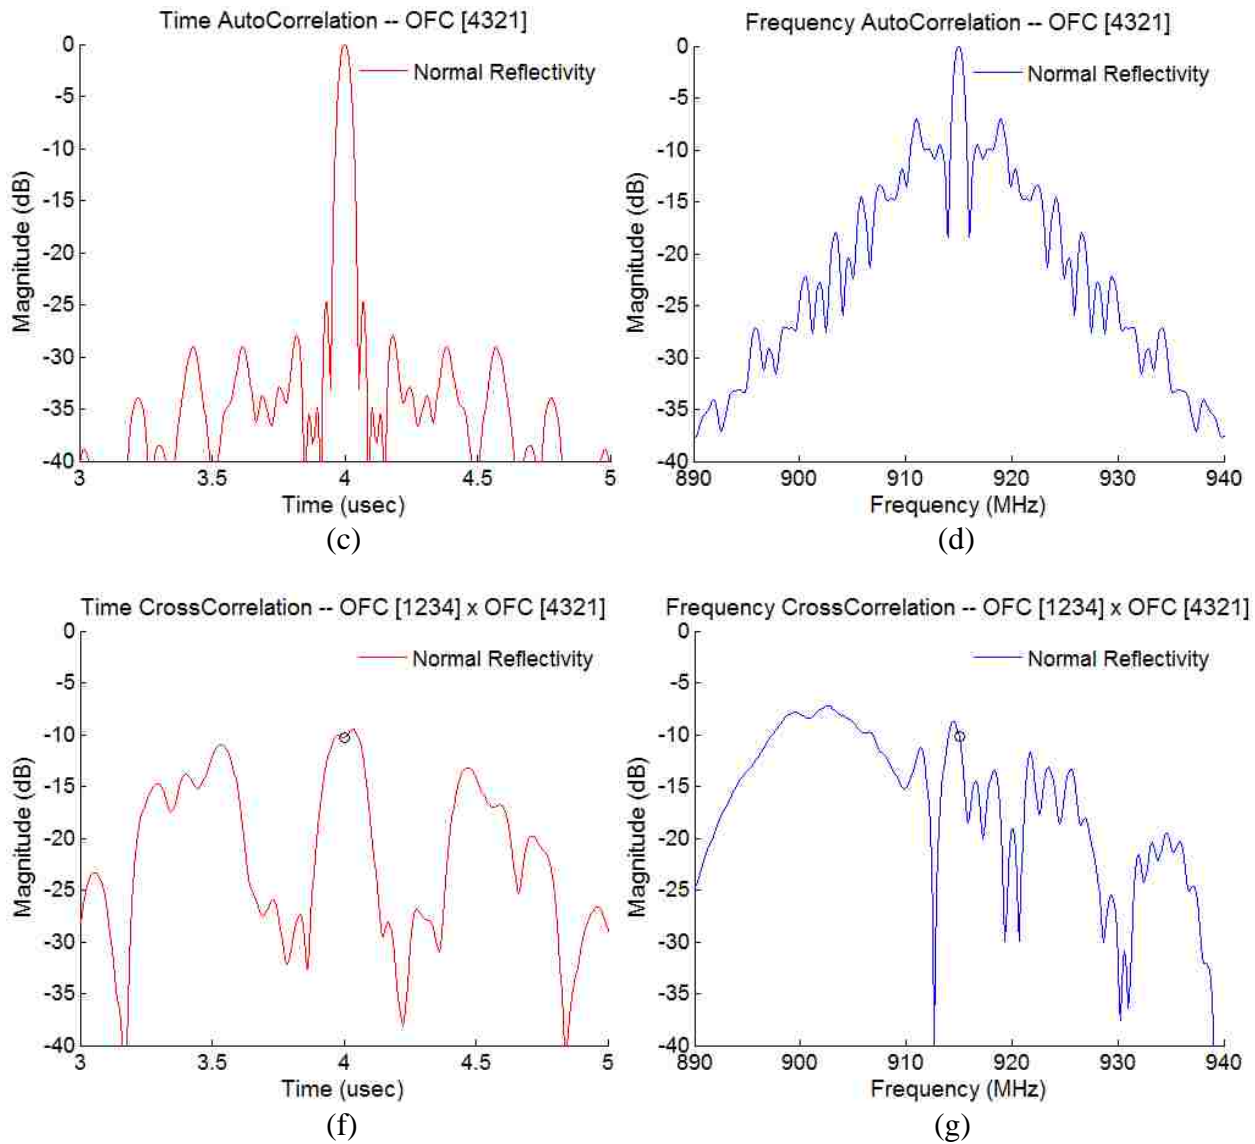 Time AutoCorrelation -- OFC [4321]
Normal Reflectivity
Magnitude (dB)
0
-5
-10
-15
-20
-25
-30
-35
-40
3
3.5
4
4.5
5
Time (usec)
(c)
Frequency AutoCorrelation -- OFC [4321]
Normal Reflectivity
Magnitude (dB)
0
-5
-10
-15
-20
-25
-30
-35
-40
890
900
910
920
930
940
Frequency (MHz)
(d)
Time CrossCorrelation -- OFC [1234] x OFC [4321]
Normal Reflectivity
Magnitude (dB)
0
-5
-10
-15
-20
-25
-30
-35
-40
3
3.5
4
4.5
5
Time (usec)
(f)
Frequency CrossCorrelation -- OFC [1234] x OFC [4321]
Normal Reflectivity
Magnitude (dB)
0
-5
-10
-15
-20
-25
-30
-35
-40
890
900
910
920
930
940
Frequency (MHz)
(g)